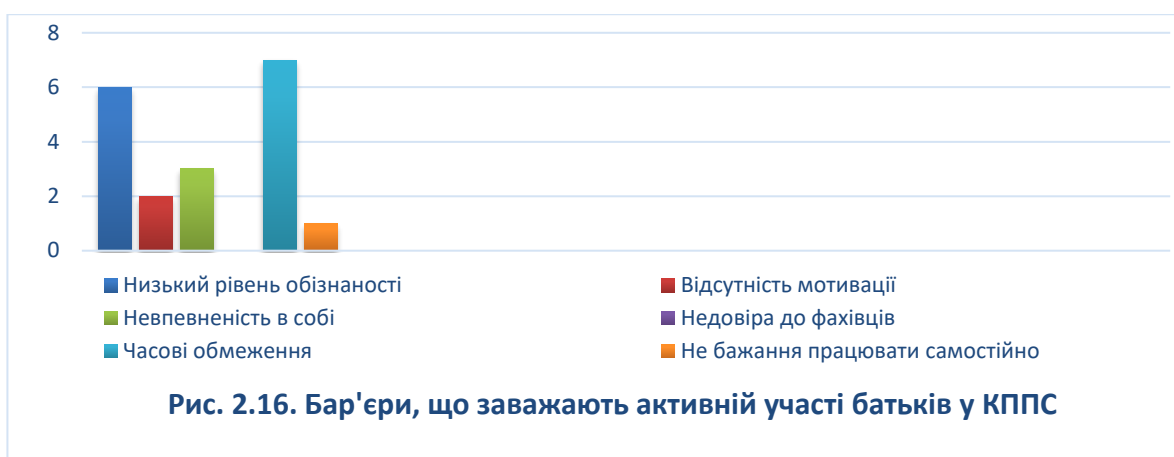 8
6
4
2
0
Низький рівень обізнаності
Відсутність мотивації
Невпевненість в собі
Недовіра до фахівців
Часові обмеження
Не бажання працювати самостійно
Рис. 2.16. Бар'єри, що заважають активній участі батьків у КППС